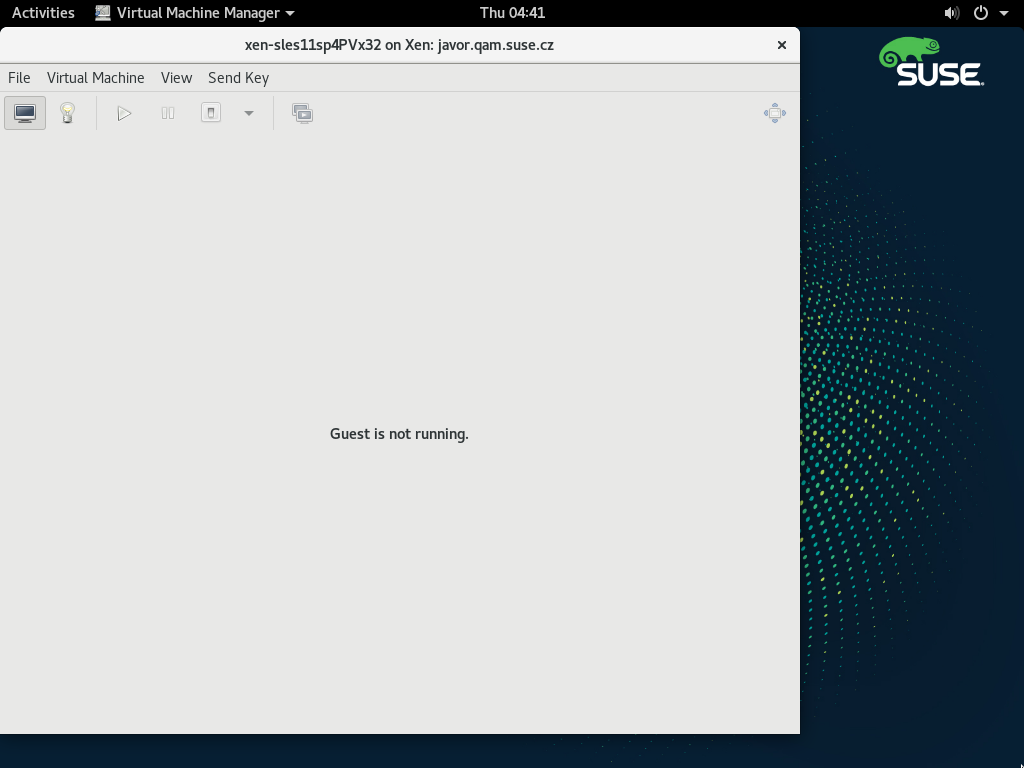 Activities Virtual Machine Manager Thu 04:41
xen-sles11sp4PVx32 on Xen: javor.qam.suse.cz
File Virtual Machine View Send Key
SUSE
Guest is not running.